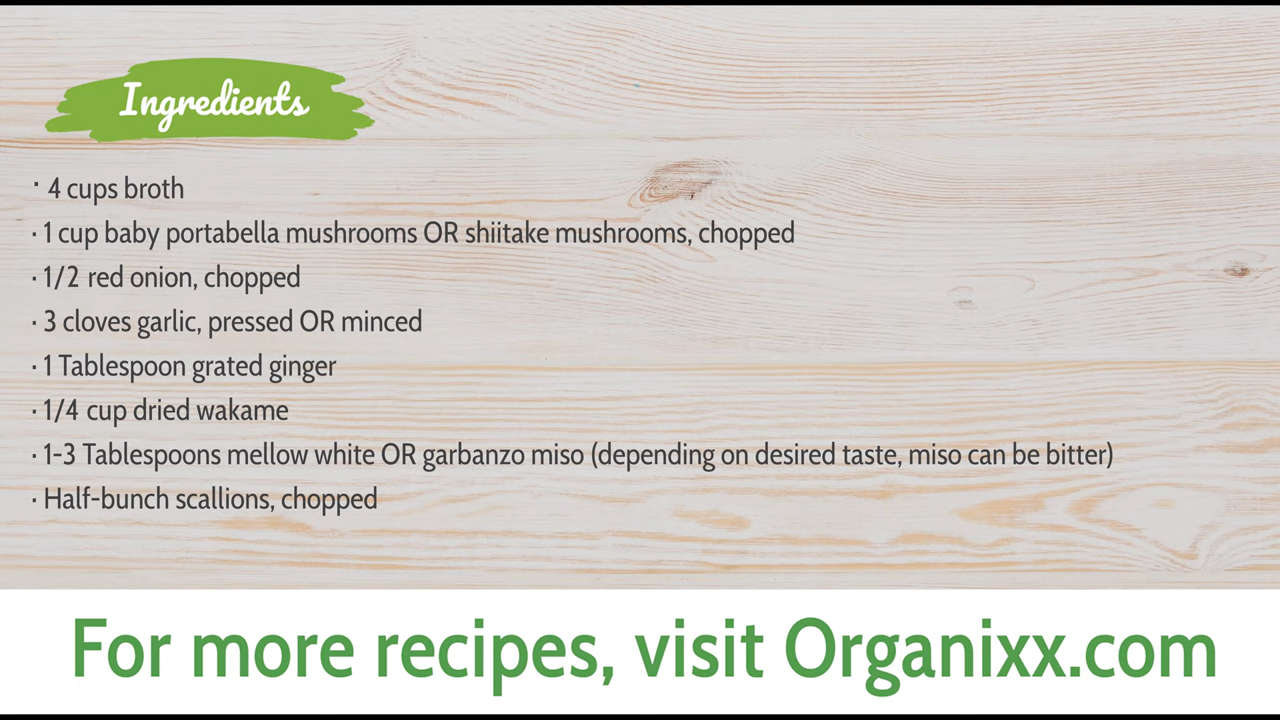 Ingredients
· 4 cups broth
· 1 cup baby portabella mushrooms OR shiitake mushrooms, chopped
· 1/2 red onion, chopped
· 3 cloves garlic, pressed OR minced
· 1 Tablespoon grated ginger
· 1/4 cup dried wakame
· 1-3 Tablespoons mellow white OR garbanzo miso (depending on desired taste, miso can be bitter)
· Half-bunch scallions, chopped
For more recipes, visit Organixx.com